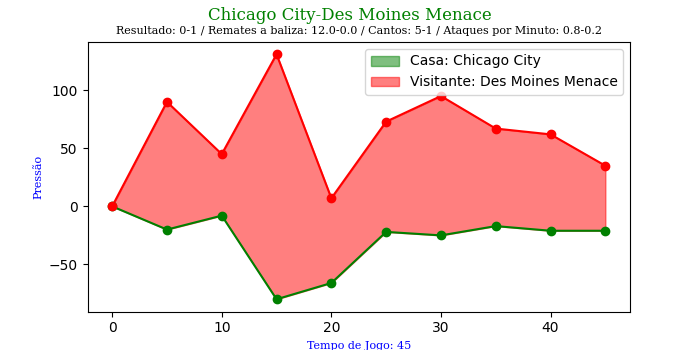 Chicago City-Des Moines Menace
Resultado: 0-1 / Remates a baliza: 12.0-0.0 / Cantos: 5-1 / Ataques por Minuto: 0.8-0.2
Casa: Chicago City
Visitante: Des Moines Menace
Pressão
100
50
0
−50
0
10
20
30
40
Tempo de Jogo: 45